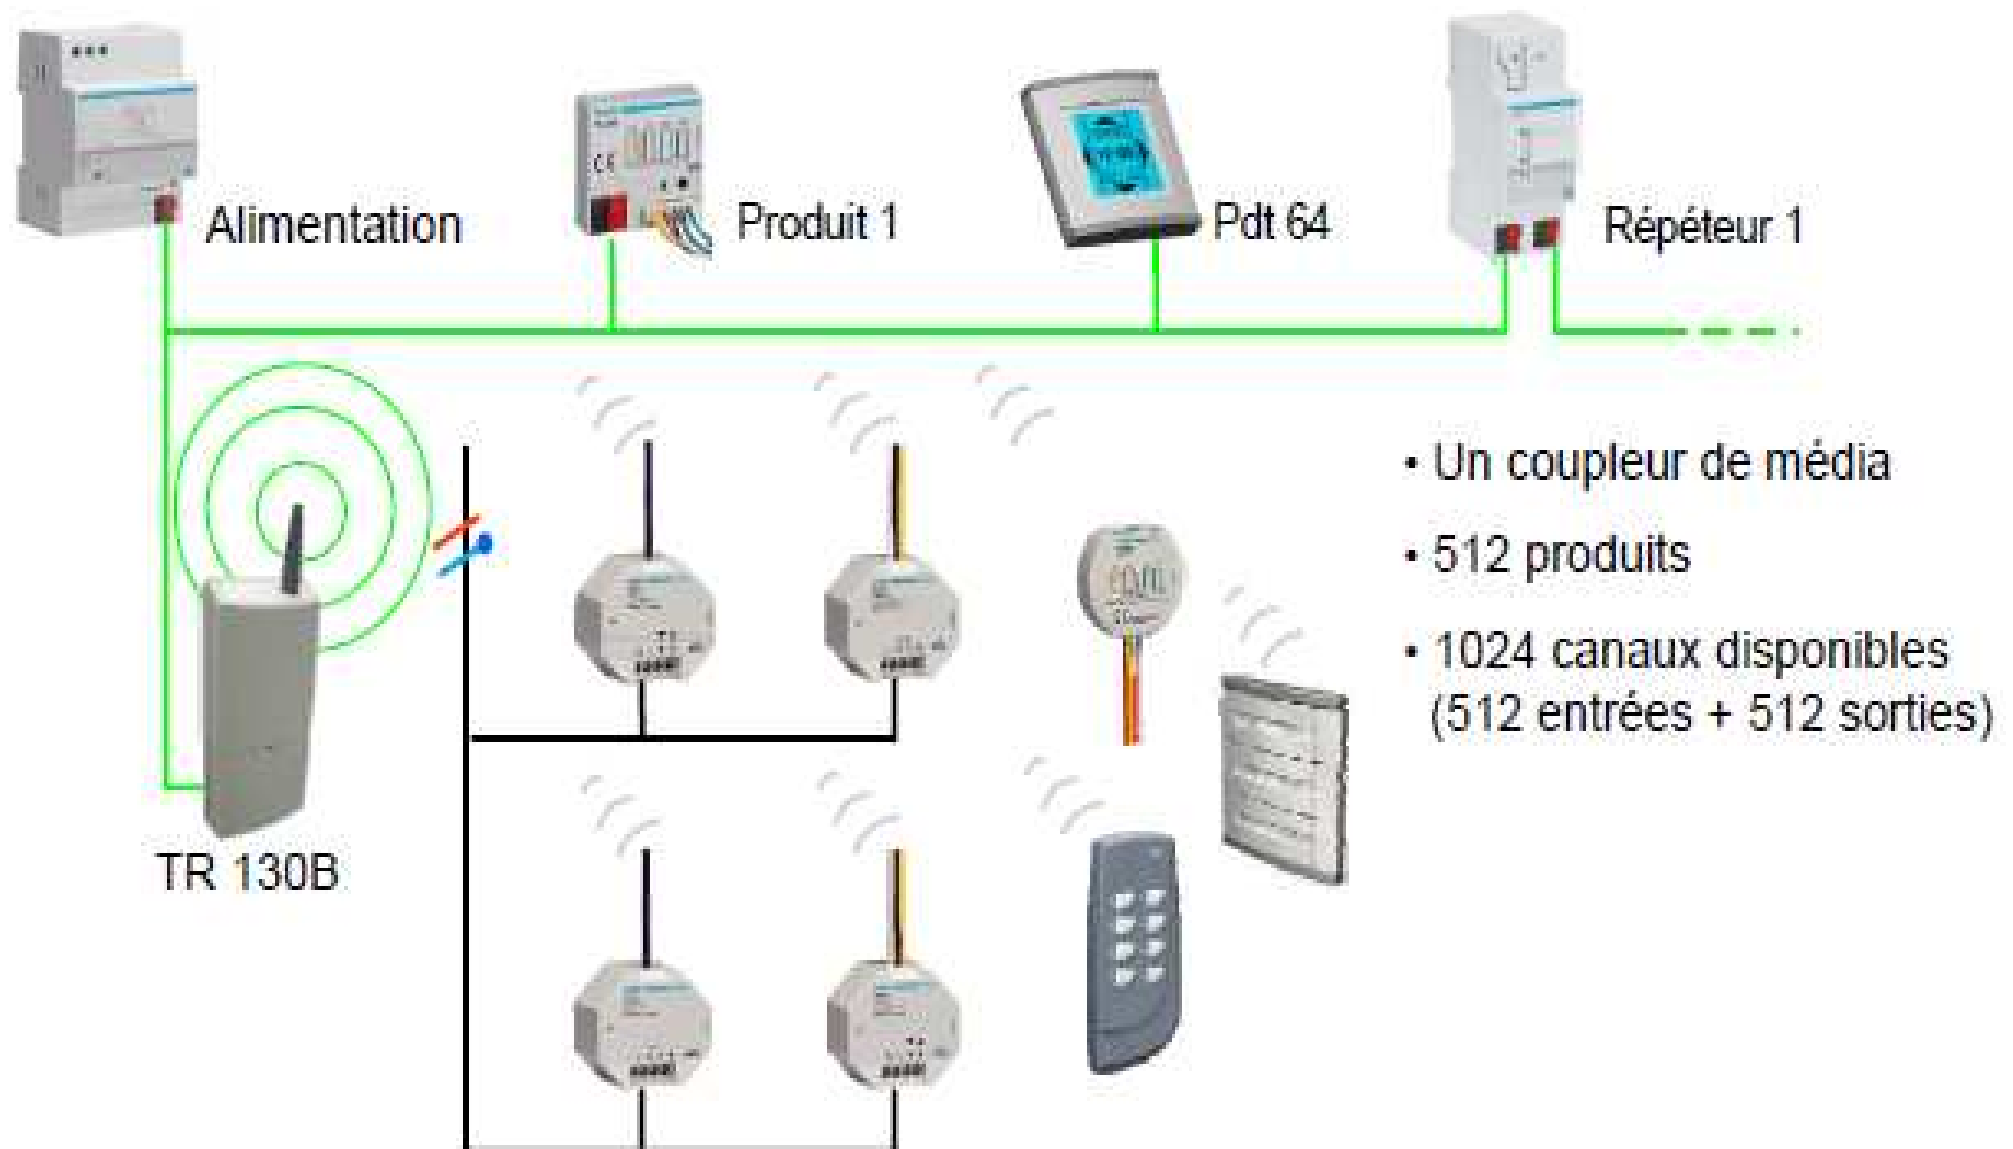 Alimentation
Produit 1
Pdt 64
Répéteur 1
CE
• Un coupleur de média
• 512 produits
• 1024 canaux disponibles
(512 entrées + 512 sorties)
TR 130B